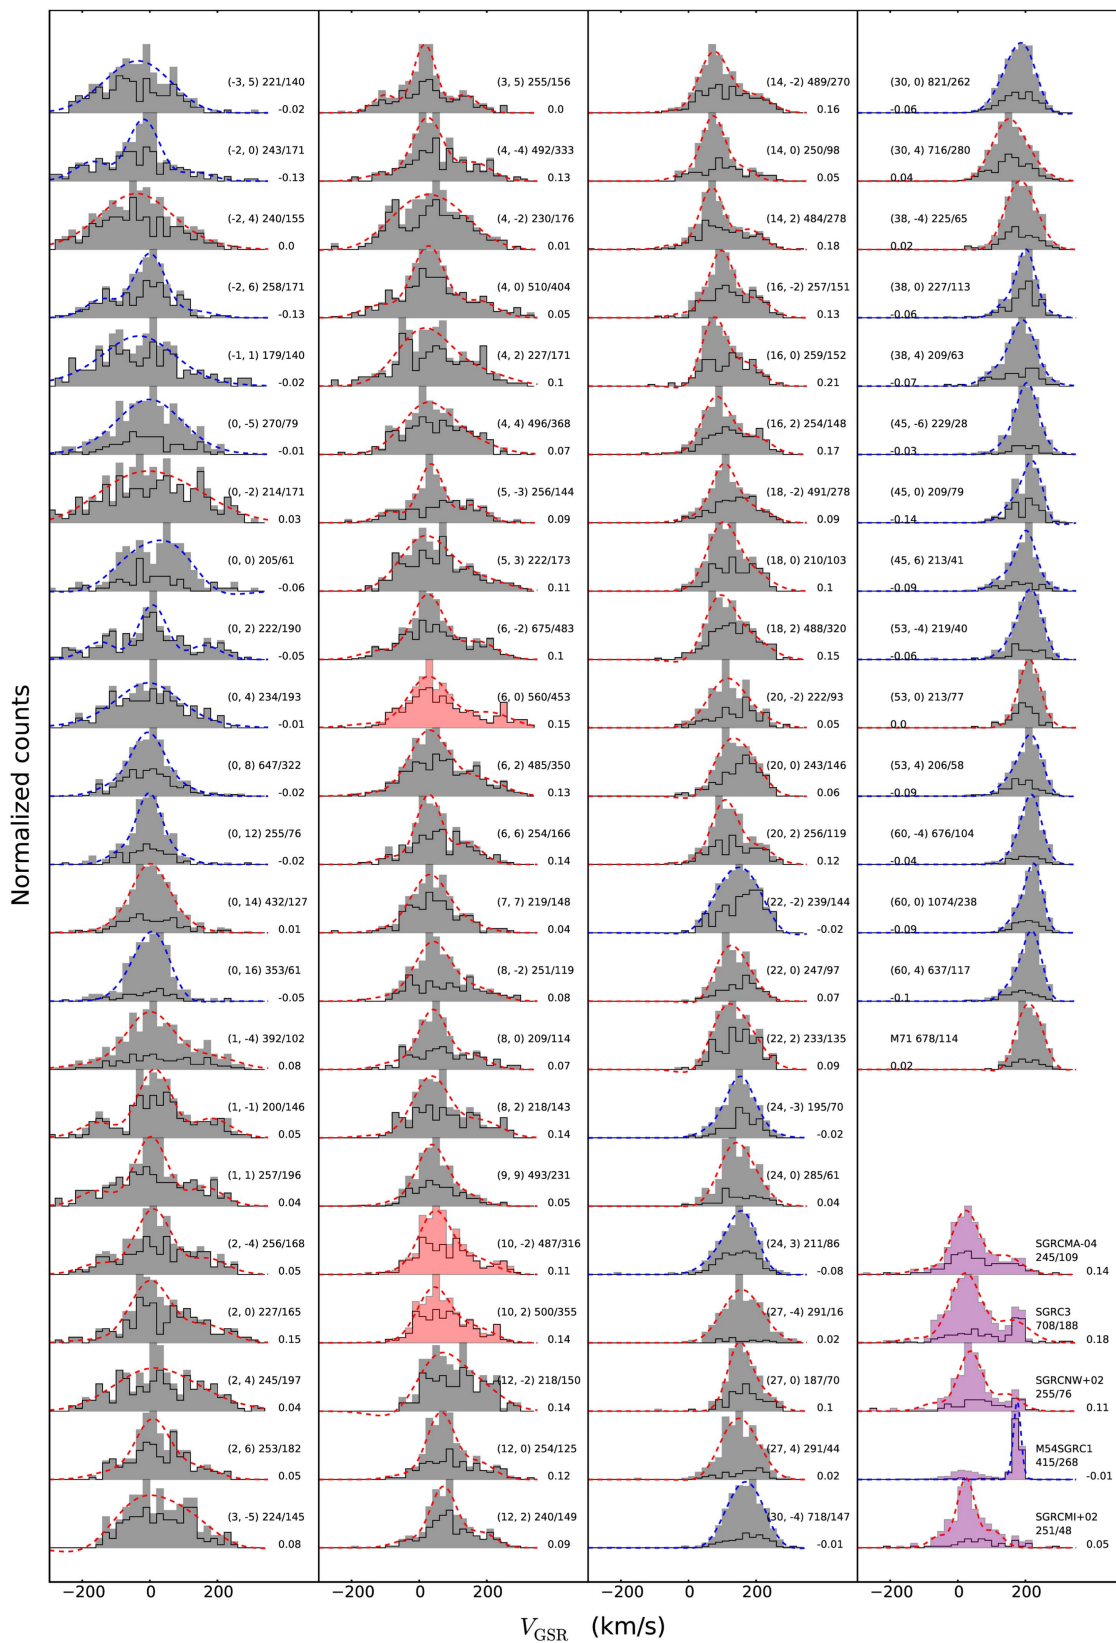 Normalized counts
(-3, 5) 221/140
-0.02
(-2, 0) 243/171
-0.13
(-2, 4) 240/155
0.0
(-2, 6) 258/171
-0.13
(-1, 1) 179/140
-0.02
(0, -5) 270/79
-0.01
(0, -2) 214/171
0.03
(0, 0) 205/61
-0.06
(0, 2) 222/190
-0.05
(0, 4) 234/193
-0.01
(0, 8) 647/322
-0.02
(0, 12) 255/76
-0.02
(0, 14) 432/127
0.01
(0, 16) 353/61
-0.05
(1, -4) 392/102
0.08
(1, -1) 200/146
0.05
(1, 1) 257/196
0.04
(2, -4) 256/168
0.05
(2, 0) 227/165
0.15
(2, 4) 245/197
0.04
(2, 6) 253/182
0.05
(3, -5) 224/145
0.08
−200 0 200
(3, 5) 255/156
0.0
(4, -4) 492/333
0.13
(4, -2) 230/176
0.01
(4, 0) 510/404
0.05
(4, 2) 227/171
0.1
(4, 4) 496/368
0.07
(5, -3) 256/144
0.09
(5, 3) 222/173
0.11
(6, -2) 675/483
0.1
(6, 0) 560/453
0.15
(6, 2) 485/350
0.13
(6, 6) 254/166
0.14
(7, 7) 219/148
0.04
(8, -2) 251/119
0.08
(8, 0) 209/114
0.07
(8, 2) 218/143
0.14
(9, 9) 493/231
0.05
(10, -2) 487/316
0.11
(10, 2) 500/355
0.14
(12, -2) 218/150
0.14
(12, 0) 254/125
0.12
(12, 2) 240/149
0.09
−200 0 200
(14, -2) 489/270
0.16
(14, 0) 250/98
0.05
(14, 2) 484/278
0.18
(16, -2) 257/151
0.13
(16, 0) 259/152
0.21
(16, 2) 254/148
0.17
(18, -2) 491/278
0.09
(18, 0) 210/103
0.1
(18, 2) 488/320
0.15
(20, -2) 222/93
0.05
(20, 0) 243/146
0.06
(20, 2) 256/119
0.12
(22, -2) 239/144
-0.02
(22, 0) 247/97
0.07
(22, 2) 233/135
0.09
(24, -3) 195/70
-0.02
(24, 0) 285/61
0.04
(24, 3) 211/86
-0.08
(27, -4) 291/16
0.02
(27, 0) 187/70
0.1
(27, 4) 291/44
0.02
(30, -4) 718/147
-0.01
−200 0 200
(30, 0) 821/262
-0.06
(30, 4) 716/280
0.04
(38, -4) 225/65
0.02
(38, 0) 227/113
-0.06
(38, 4) 209/63
-0.07
(45, -6) 229/28
-0.03
(45, 0) 209/79
-0.14
(45, 6) 213/41
-0.09
(53, -4) 219/40
-0.06
(53, 0) 213/77
0.0
(53, 4) 206/58
-0.09
(60, -4) 676/104
-0.04
(60, 0) 1074/238
-0.09
(60, 4) 637/117
-0.1
M71 678/114
0.02
SGRCMA-04
245/109
0.14
SGRC3
708/188
0.18
SGRCNW+02
255/76
0.11
M54SGRC1
415/268
-0.01
SGRCMI+02
251/48
0.05
−200 0 200
V_GSR (km/s)